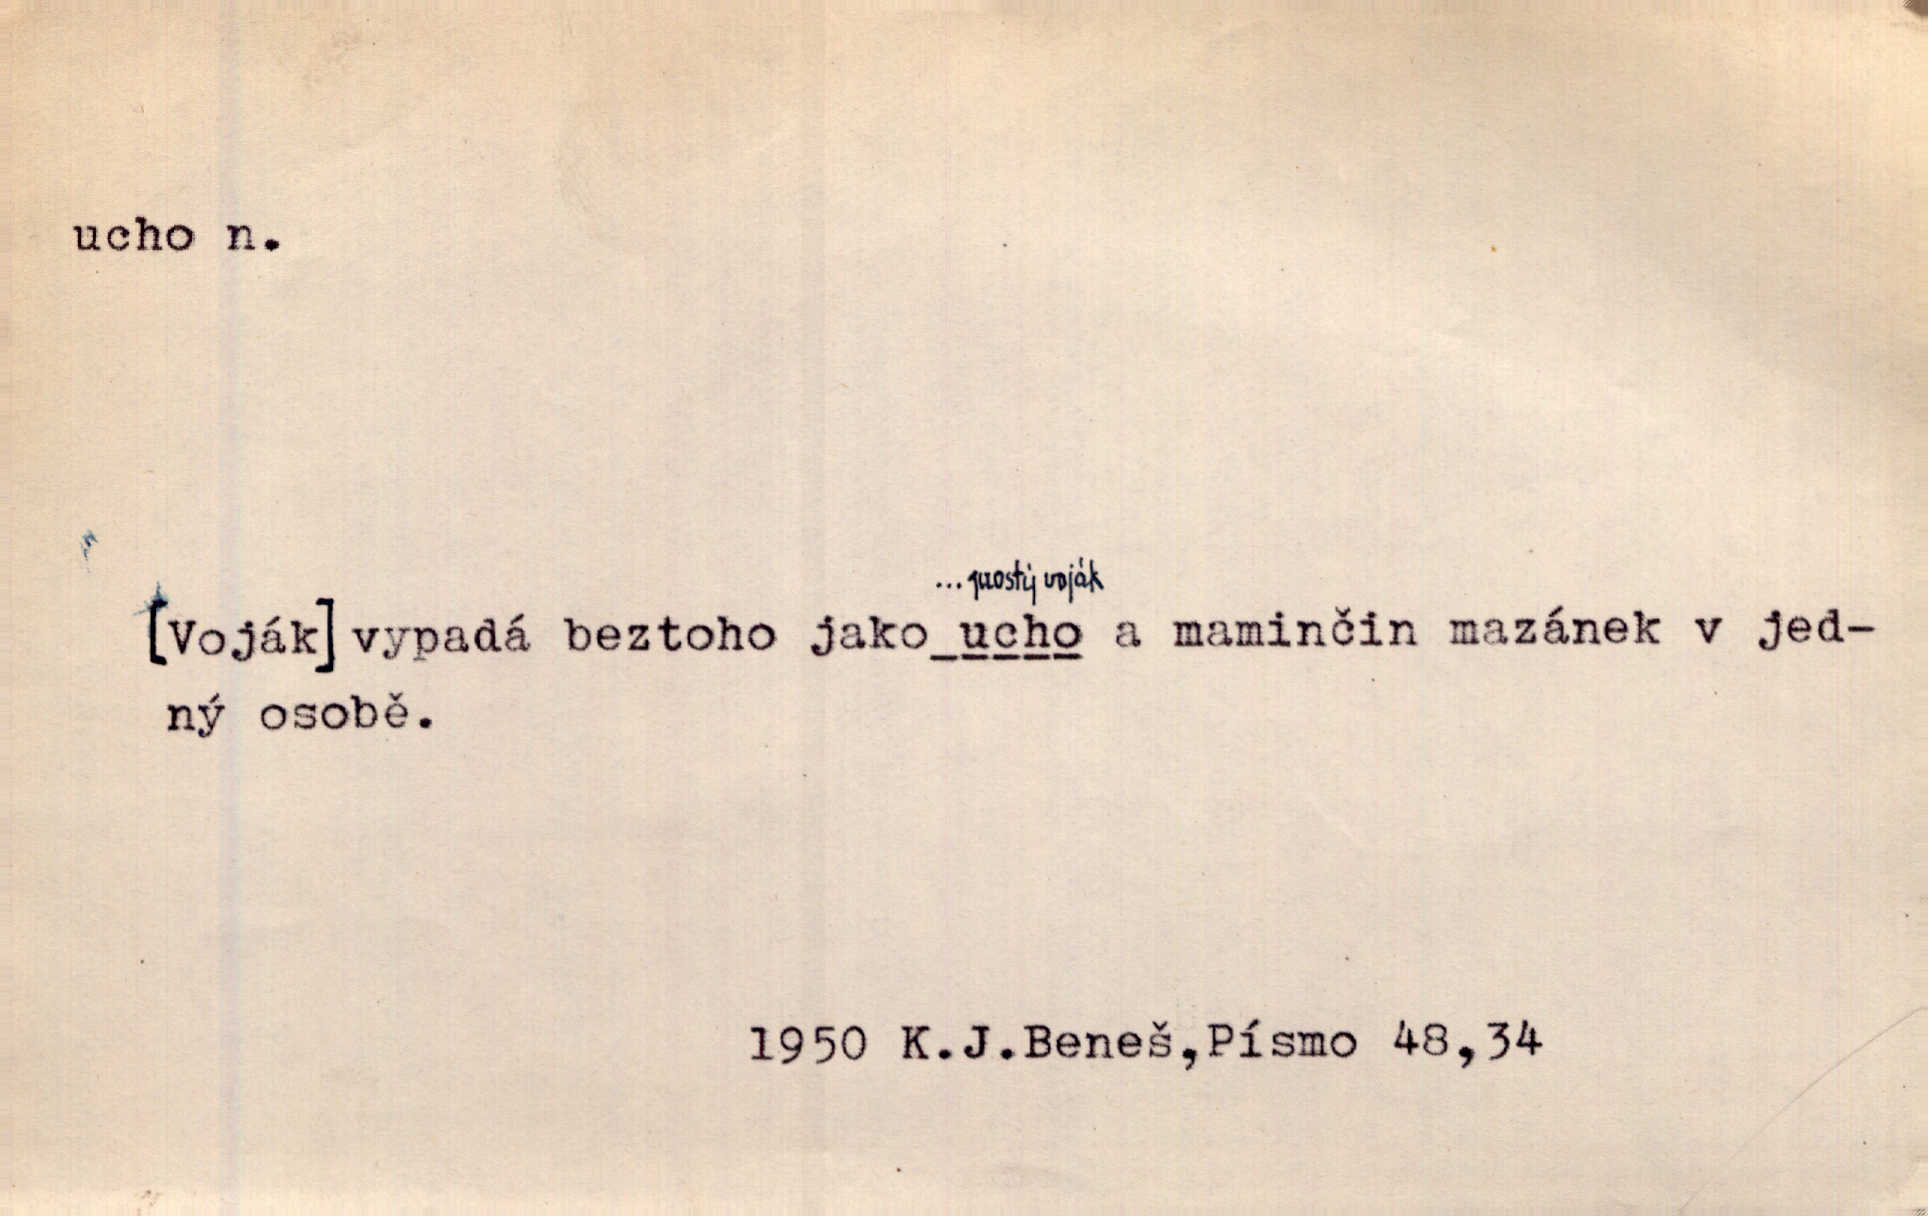 ucho n.
... prostý voják
[Voják] vypadá beztoho jako ucho a maminčin mazánek v jed-
ný osobě.
1950 K.J.Beneš,Písmo 48,34